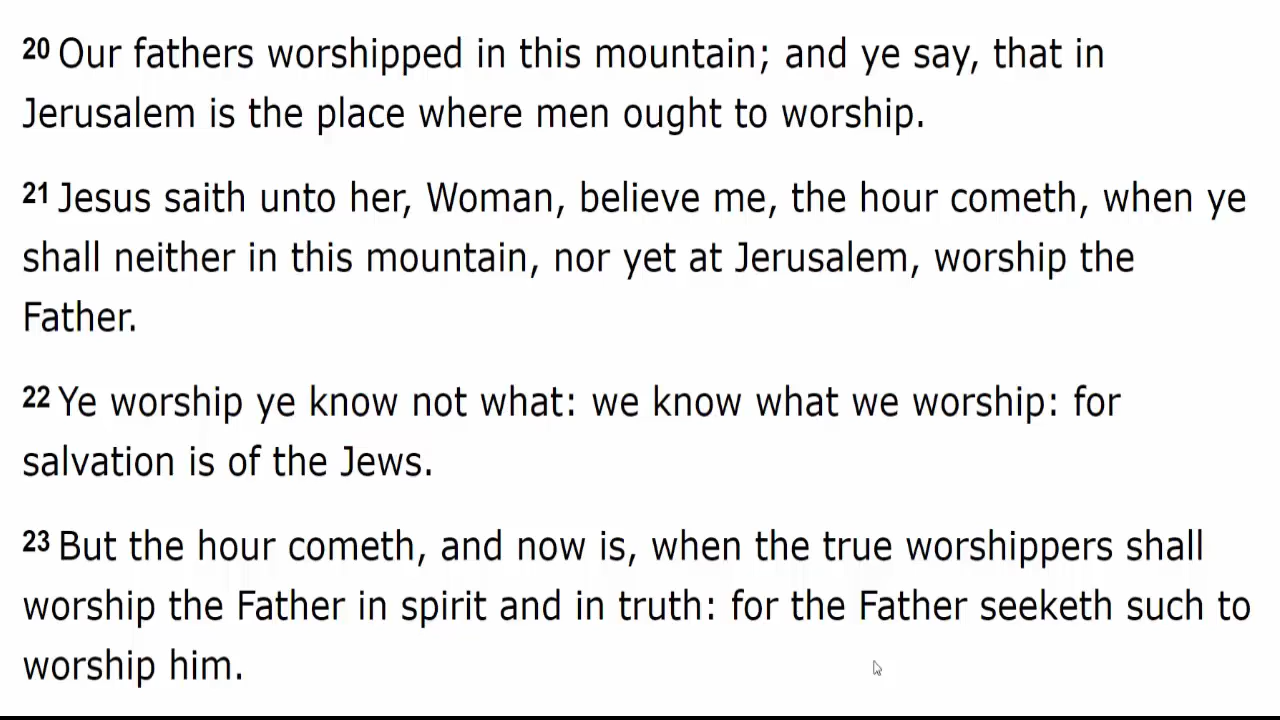 20 Our fathers worshipped in this mountain; and ye say, that in
Jerusalem is the place where men ought to worship.
21 Jesus saith unto her, Woman, believe me, the hour cometh, when ye
shall neither in this mountain, nor yet at Jerusalem, worship the
Father.
22 Ye worship ye know not what: we know what we worship: for
salvation is of the Jews.
23 But the hour cometh, and now is, when the true worshippers shall
worship the Father in spirit and in truth: for the Father seeketh such to
worship him.